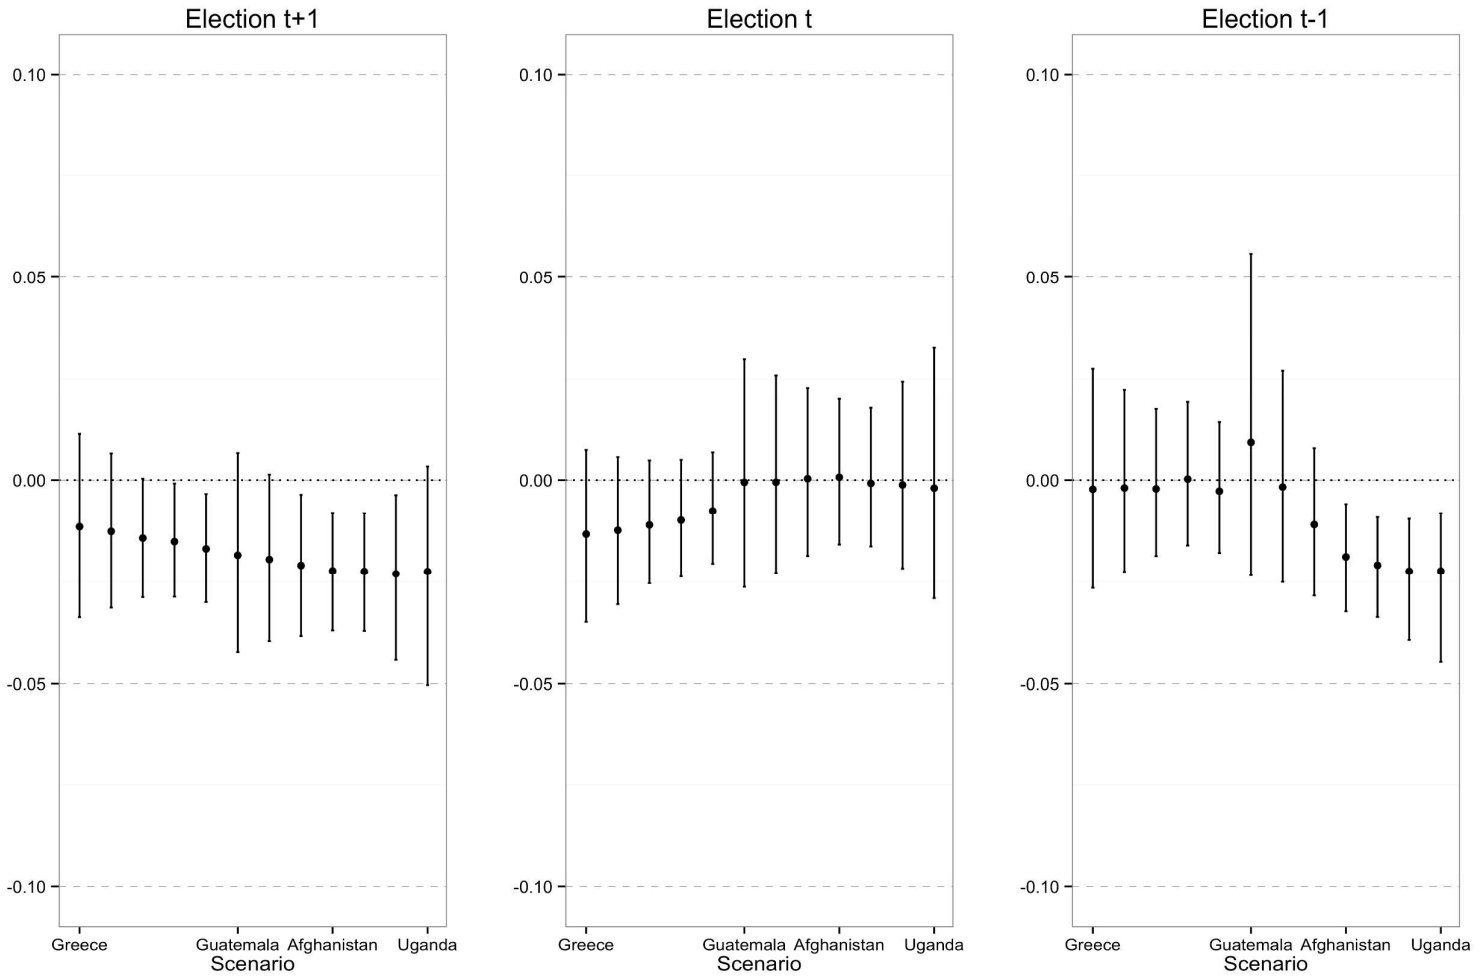 Election t+1
0.10
0.05
0.00
-0.05
-0.10
Greece Guatemala Afghanistan Uganda
Scenario
Election t
0.10
0.05
0.00
-0.05
-0.10
Greece Guatemala Afghanistan Uganda
Scenario
Election t-1
0.10
0.05
0.00
-0.05
-0.10
Greece Guatemala Afghanistan Uganda
Scenario